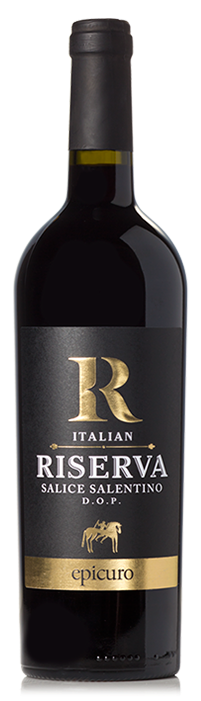 R
ITALIAN
RISERVA
SALICE SALENTINO
D.O.P.
epicuro